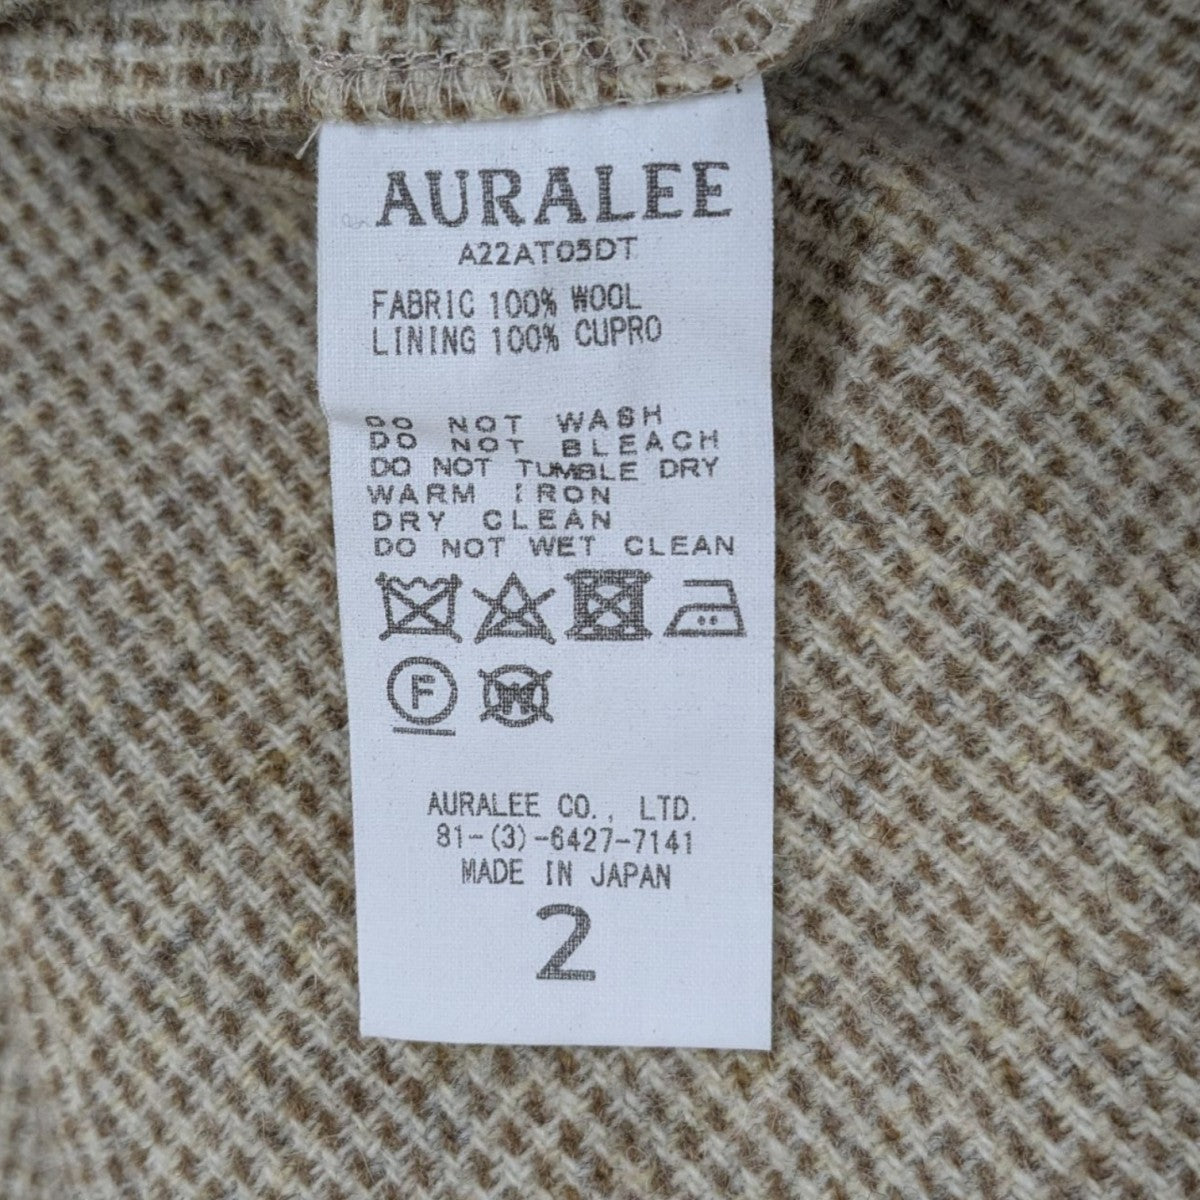 AURALEE
A22AT05DT
FABRIC 100% WOOL
LINING 100% CUPRO
DO NOT WASH
DO NOT BLEACH
DO NOT TUMBLE DRY
WARM IRON
DRY CLEAN
DO NOT WET CLEAN
F W
AURALEE CO., LTD.
81-(3)-6427-7141
MADE IN JAPAN
2